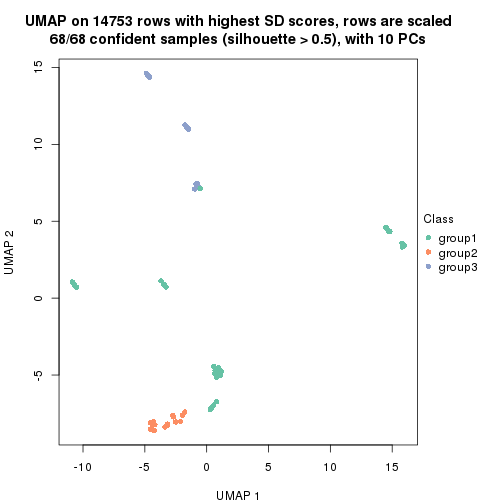 UMAP on 14753 rows with highest SD scores, rows are scaled
68/68 confident samples (silhouette > 0.5), with 10 PCs
15
10
5
0
-5
UMAP 2
-10
-5
0
5
10
15
UMAP 1
Class
group1
group2
group3